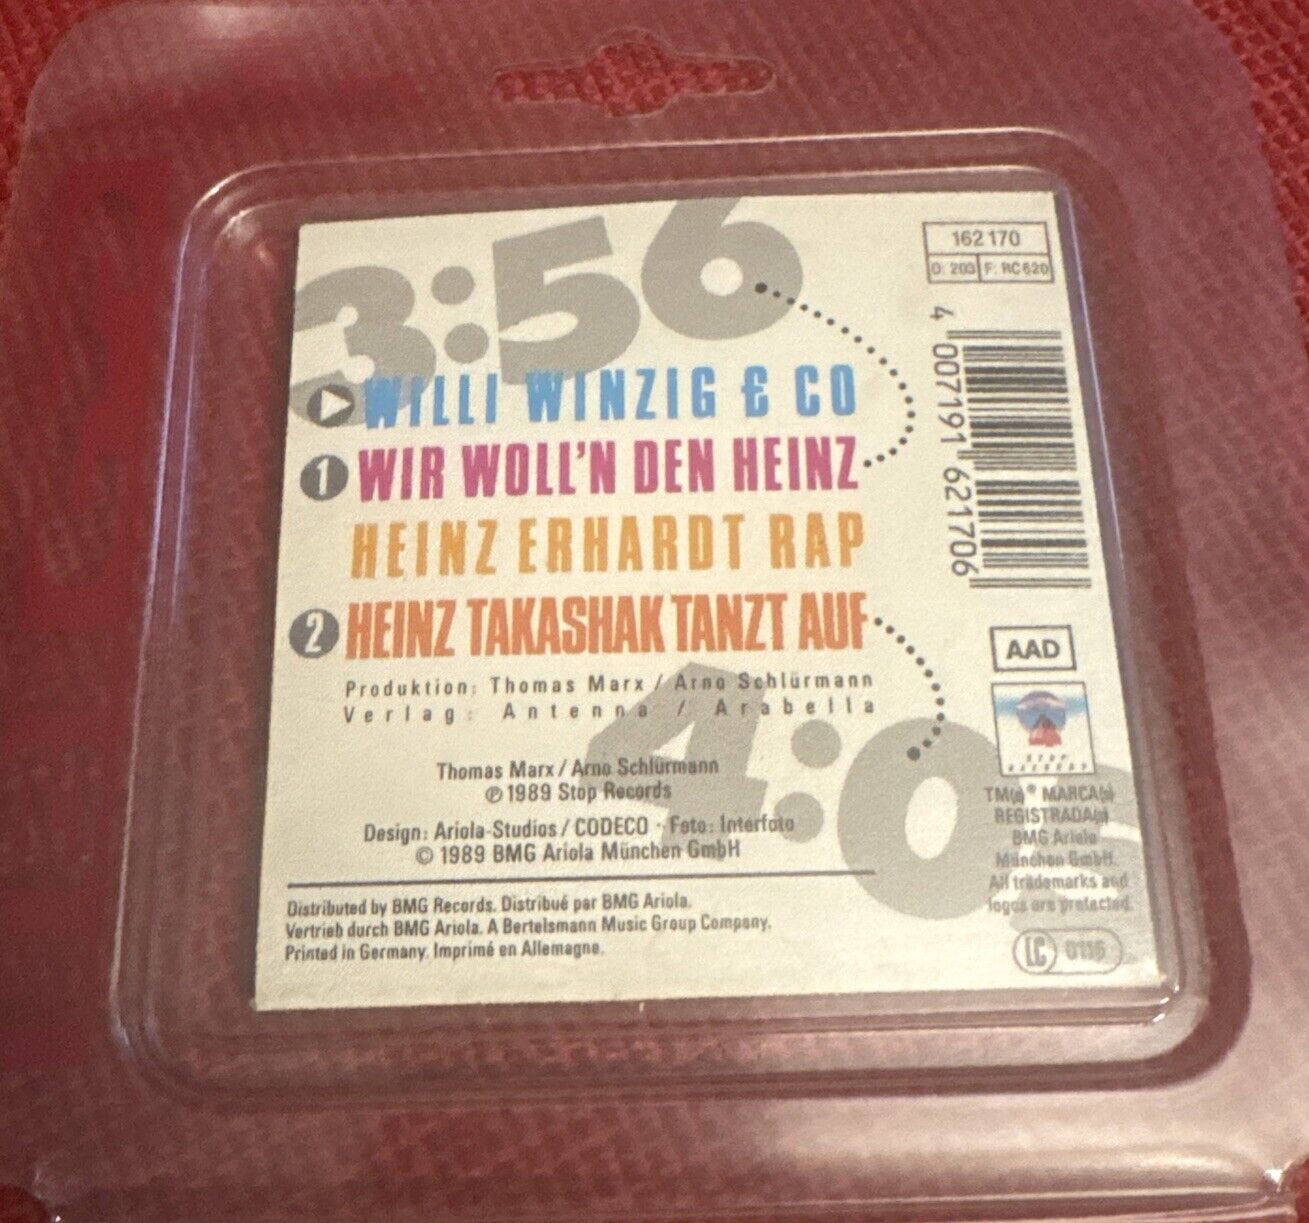 3:56
162 170
D: 203 F: RC 620
WILLI WINZIG & CO
1 WIR WOLL'N DEN HEINZ
HEINZ ERHARDT RAP
2 HEINZ TAKASHAK TANZT AUF
4 007191 621706
Produktion: Thomas Marx / Arno Schlürmann
Verlag: Antenna / Arabella
4:0
Thomas Marx / Arno Schlürmann
℗ 1989 Stop Records
Design: Ariola-Studios / CODECO · Foto: Interfoto
© 1989 BMG Ariola München GmbH
Distributed by BMG Records. Distribué par BMG Ariola.
Vertrieb durch BMG Ariola. A Bertelsmann Music Group Company.
Printed in Germany. Imprimé en Allemagne.
AAD
STOP
RECORDS
TM(s)® MARCA(s)
REGISTRADA(s)
BMG Ariola
München GmbH.
All trademarks and
logos are protected.
LC 0116